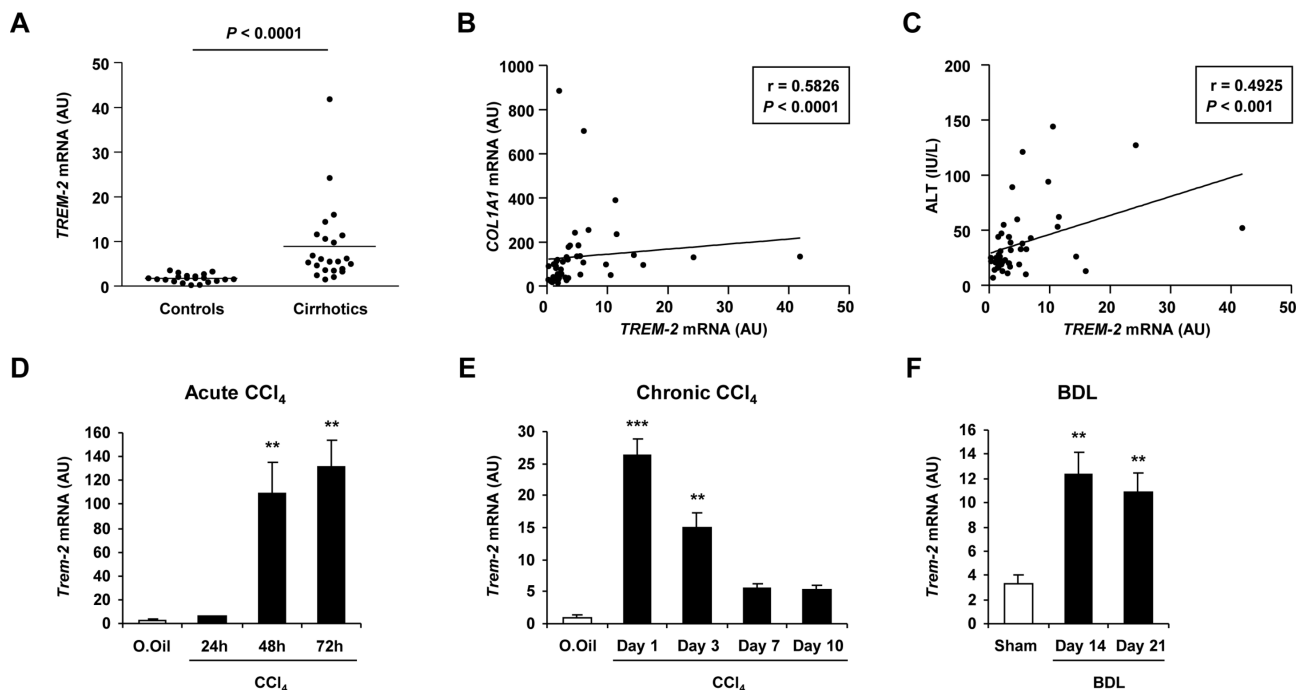 A
P < 0.0001
TREM-2 mRNA (AU)
50
40
30
20
10
0
Controls
Cirrhotics
B
COL1A1 mRNA (AU)
1000
800
600
400
200
0
r = 0.5826
P < 0.0001
0
10
20
30
40
50
TREM-2 mRNA (AU)
C
ALT (IU/L)
200
150
100
50
0
r = 0.4925
P < 0.001
0
10
20
30
40
50
TREM-2 mRNA (AU)
D
Acute CCl₄
Trem-2 mRNA (AU)
160
140
120
100
80
60
40
20
0
**
**
O.Oil
24h
48h
72h
CCl₄
E
Chronic CCl₄
Trem-2 mRNA (AU)
30
25
20
15
10
5
0
***
**
O.Oil
Day 1
Day 3
Day 7
Day 10
CCl₄
F
BDL
Trem-2 mRNA (AU)
16
14
12
10
8
6
4
2
0
**
**
Sham
Day 14
Day 21
BDL